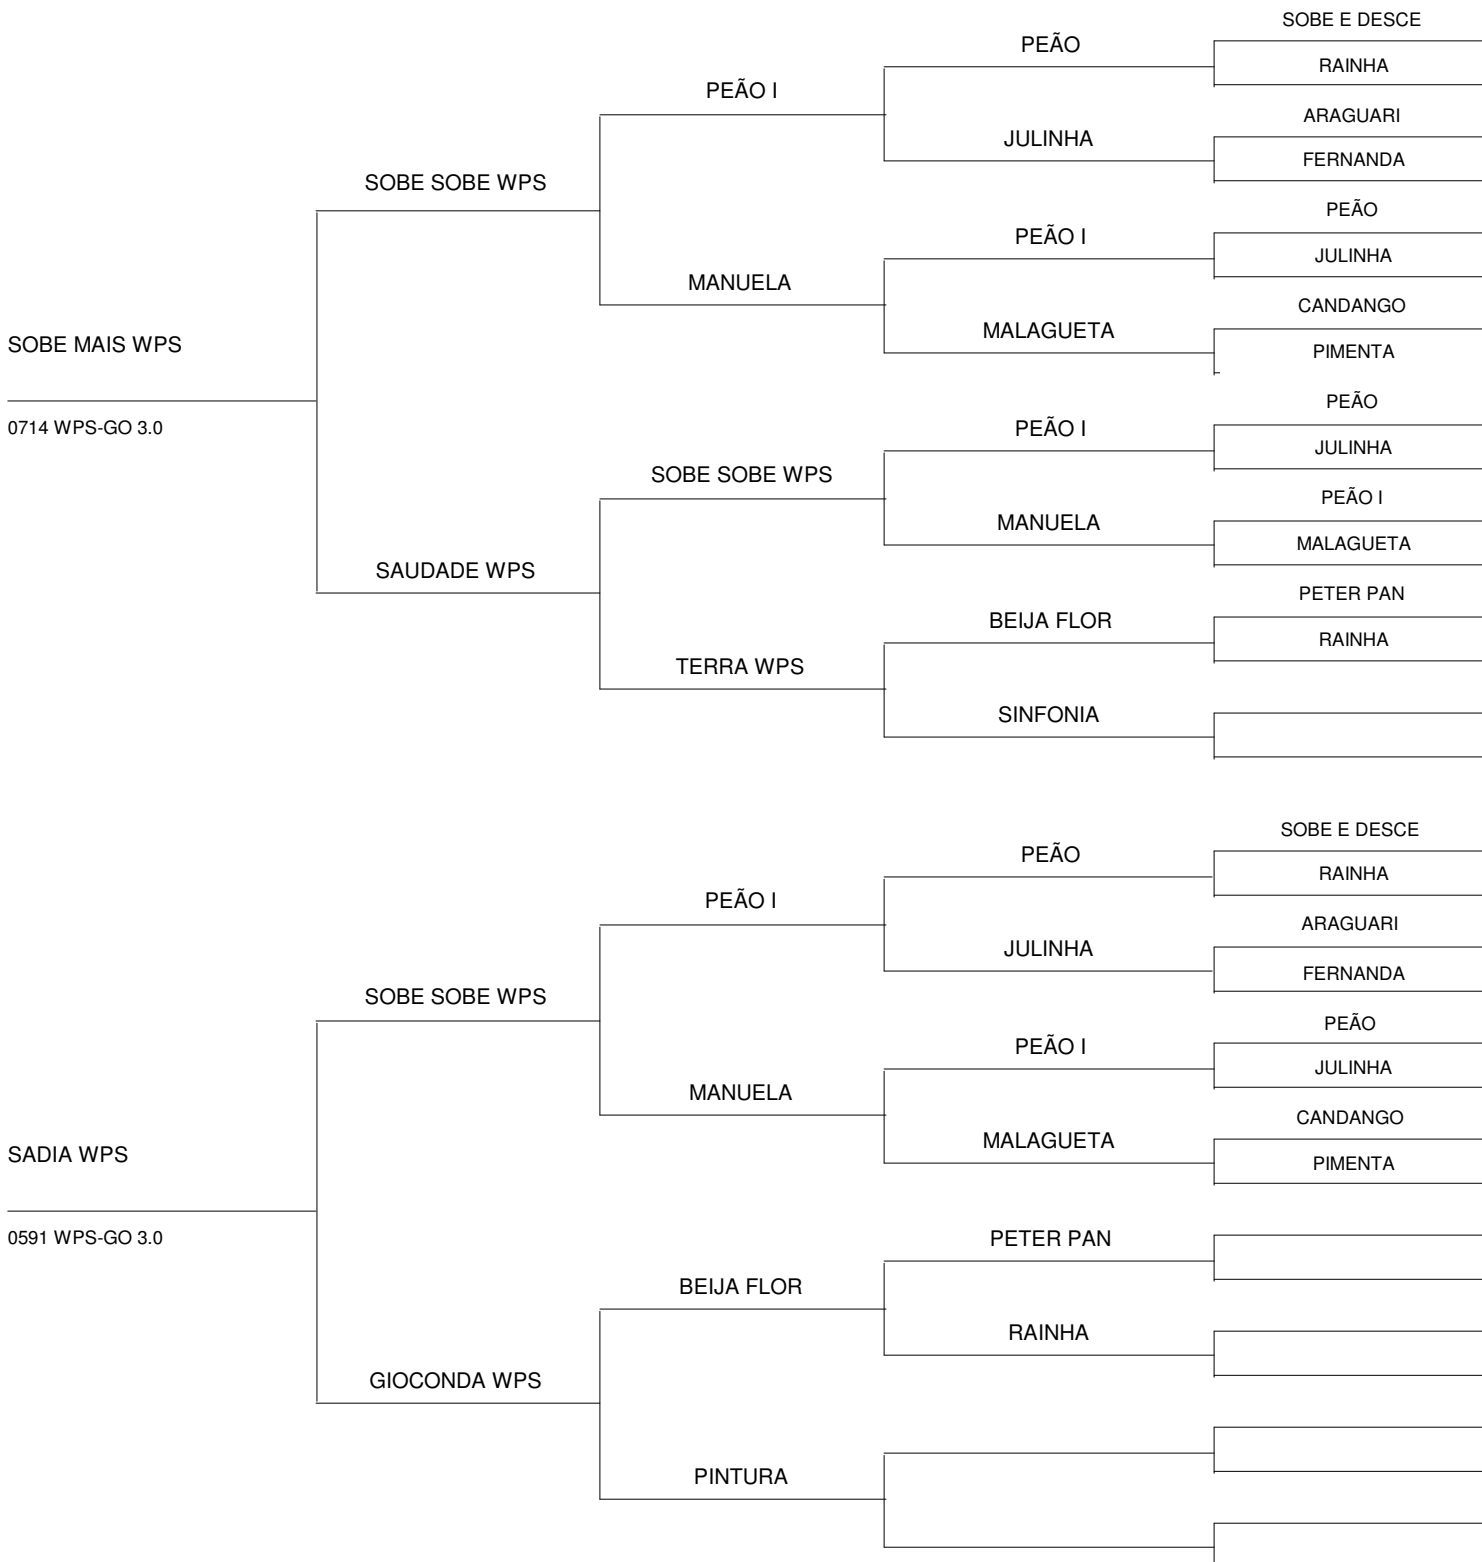 SOBE E DESCE
PEÃO
RAINHA
PEÃO I
ARAGUARI
JULINHA
FERNANDA
SOBE SOBE WPS
PEÃO
PEÃO I
JULINHA
MANUELA
CANDANGO
MALAGUETA
SOBE MAIS WPS
PIMENTA
PEÃO
0714 WPS-GO 3.0
PEÃO I
JULINHA
SOBE SOBE WPS
PEÃO I
MANUELA
MALAGUETA
SAUDADE WPS
PETER PAN
BEIJA FLOR
RAINHA
TERRA WPS
SINFONIA
SOBE E DESCE
PEÃO
RAINHA
PEÃO I
ARAGUARI
JULINHA
FERNANDA
SOBE SOBE WPS
PEÃO
PEÃO I
JULINHA
MANUELA
CANDANGO
MALAGUETA
SADIA WPS
PIMENTA
0591 WPS-GO 3.0
PETER PAN
BEIJA FLOR
RAINHA
GIOCONDA WPS
PINTURA